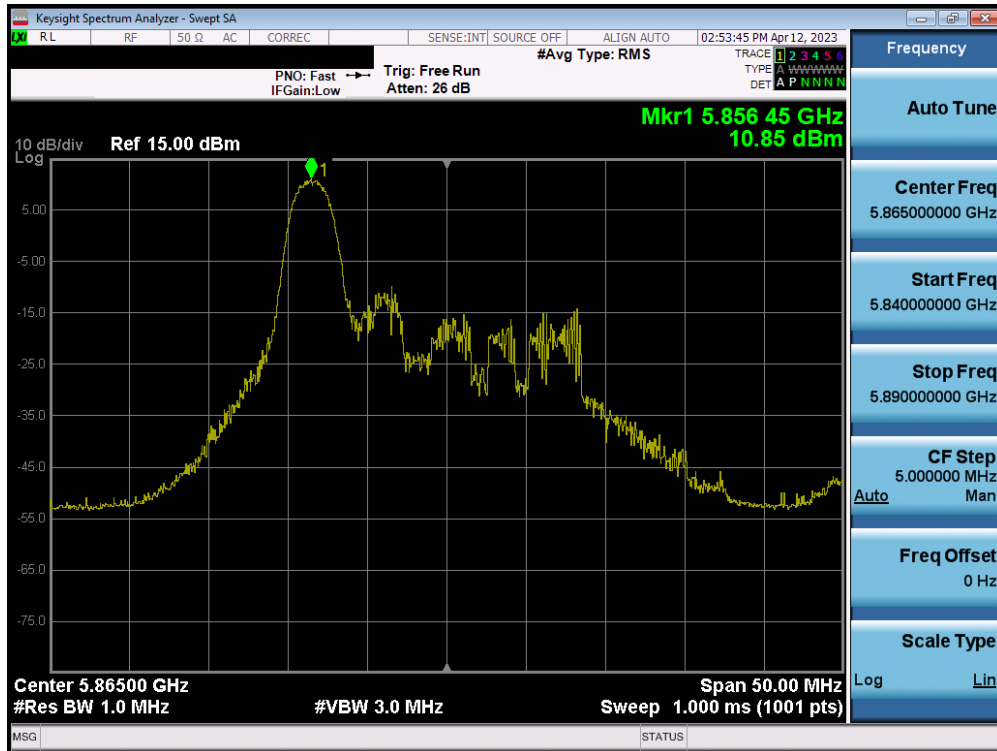 Keysight Spectrum Analyzer - Swept SA
LXI RL RF 50 Ω AC CORREC SENSE:INT SOURCE OFF ALIGN AUTO 02:53:45 PM Apr 12, 2023
#Avg Type: RMS
TRACE 1 2 3 4 5 6
PNO: Fast Trig: Free Run
TYPE A WWWWW
IFGain:Low Atten: 26 dB
DET A P N N N N
Mkr1 5.856 45 GHz
10.85 dBm
10 dB/div Ref 15.00 dBm
Log
1
5.00
-5.00
-15.0
-25.0
-35.0
-45.0
-55.0
-65.0
-75.0
Center 5.86500 GHz Span 50.00 MHz
#Res BW 1.0 MHz #VBW 3.0 MHz Sweep 1.000 ms (1001 pts)
MSG STATUS
Frequency
Auto Tune
Center Freq
5.865000000 GHz
Start Freq
5.840000000 GHz
Stop Freq
5.890000000 GHz
CF Step
5.000000 MHz
Auto Man
Freq Offset
0 Hz
Scale Type
Log Lin